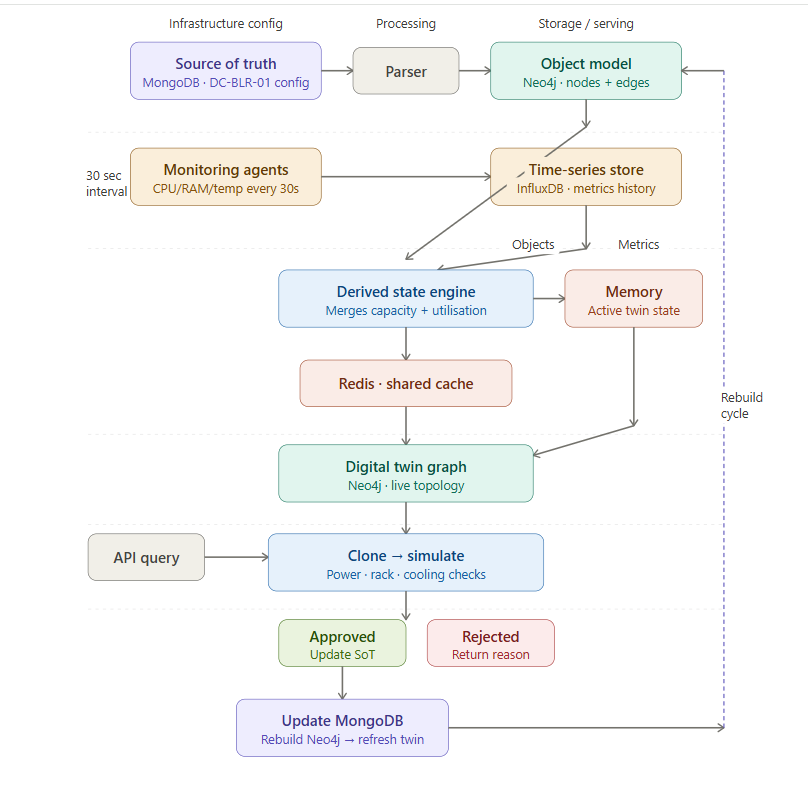 Infrastructure config
Processing
Storage / serving
Source of truth
MongoDB · DC-BLR-01 config
Parser
Object model
Neo4j · nodes + edges
30 sec
interval
Monitoring agents
CPU/RAM/temp every 30s
Time-series store
InfluxDB · metrics history
Objects
Metrics
Derived state engine
Merges capacity + utilisation
Memory
Active twin state
Redis · shared cache
Rebuild
cycle
Digital twin graph
Neo4j · live topology
API query
Clone → simulate
Power · rack · cooling checks
Approved
Update SoT
Rejected
Return reason
Update MongoDB
Rebuild Neo4j → refresh twin